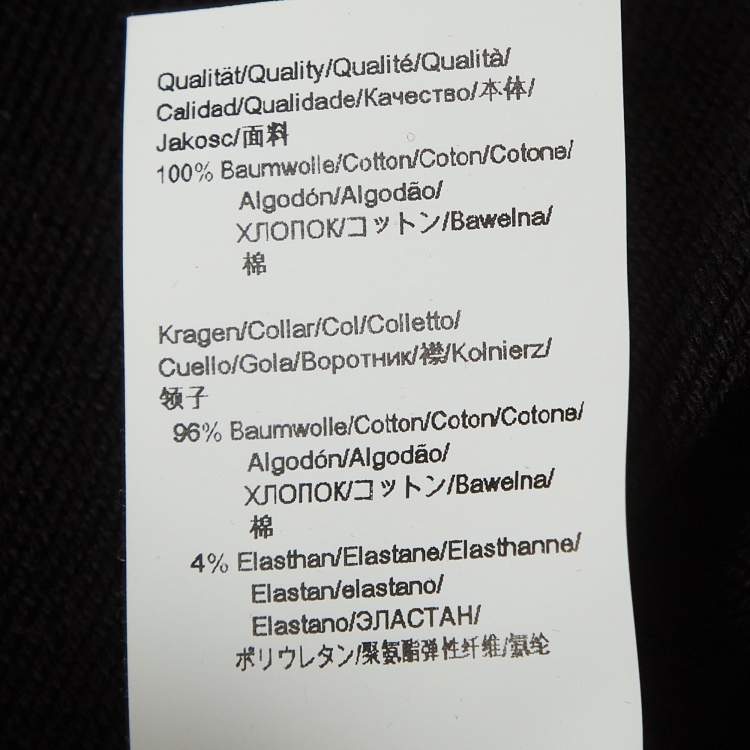 Qualität/Quality/Qualité/Qualità/
Calidad/Qualidade/Качество/本体/
Jakosc/面料
100% Baumwolle/Cotton/Coton/Cotone/
Algodón/Algodão/
ХЛОПОК/コットン/Bawelna/
棉
Kragen/Collar/Col/Colletto/
Cuello/Gola/Воротник/襟/Kołnierz/
领子
96% Baumwolle/Cotton/Coton/Cotone/
Algodón/Algodão/
ХЛОПОК/コットン/Bawelna/
棉
4% Elasthan/Elastane/Elasthanne/
Elastan/elastano/
Elastano/ЭЛАСТАН/
ポリウレタン/聚氨酯弹性纤维/氨纶